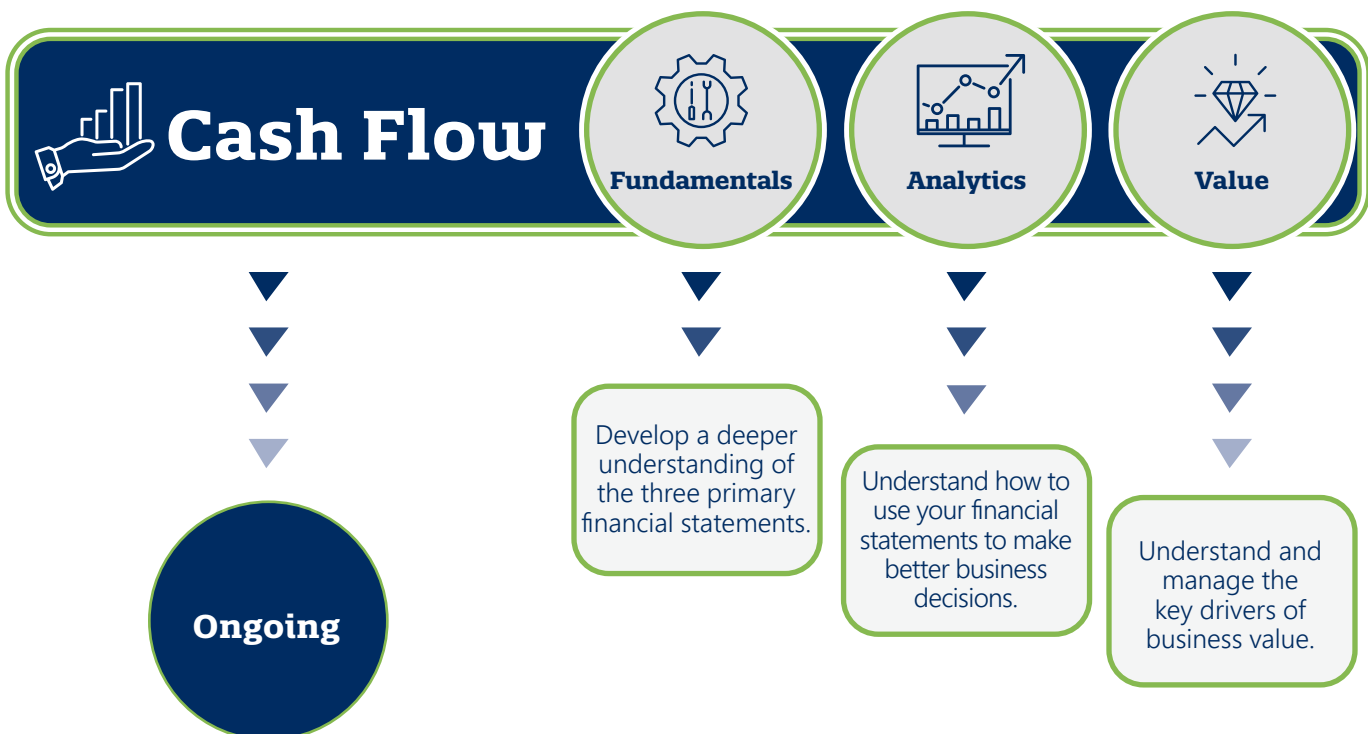 Cash Flow
Fundamentals
Analytics
Value
Develop a deeper
understanding of
the three primary
financial statements.
Understand how to
use your financial
statements to make
better business
decisions.
Understand and
manage the
key drivers of
business value.
Ongoing